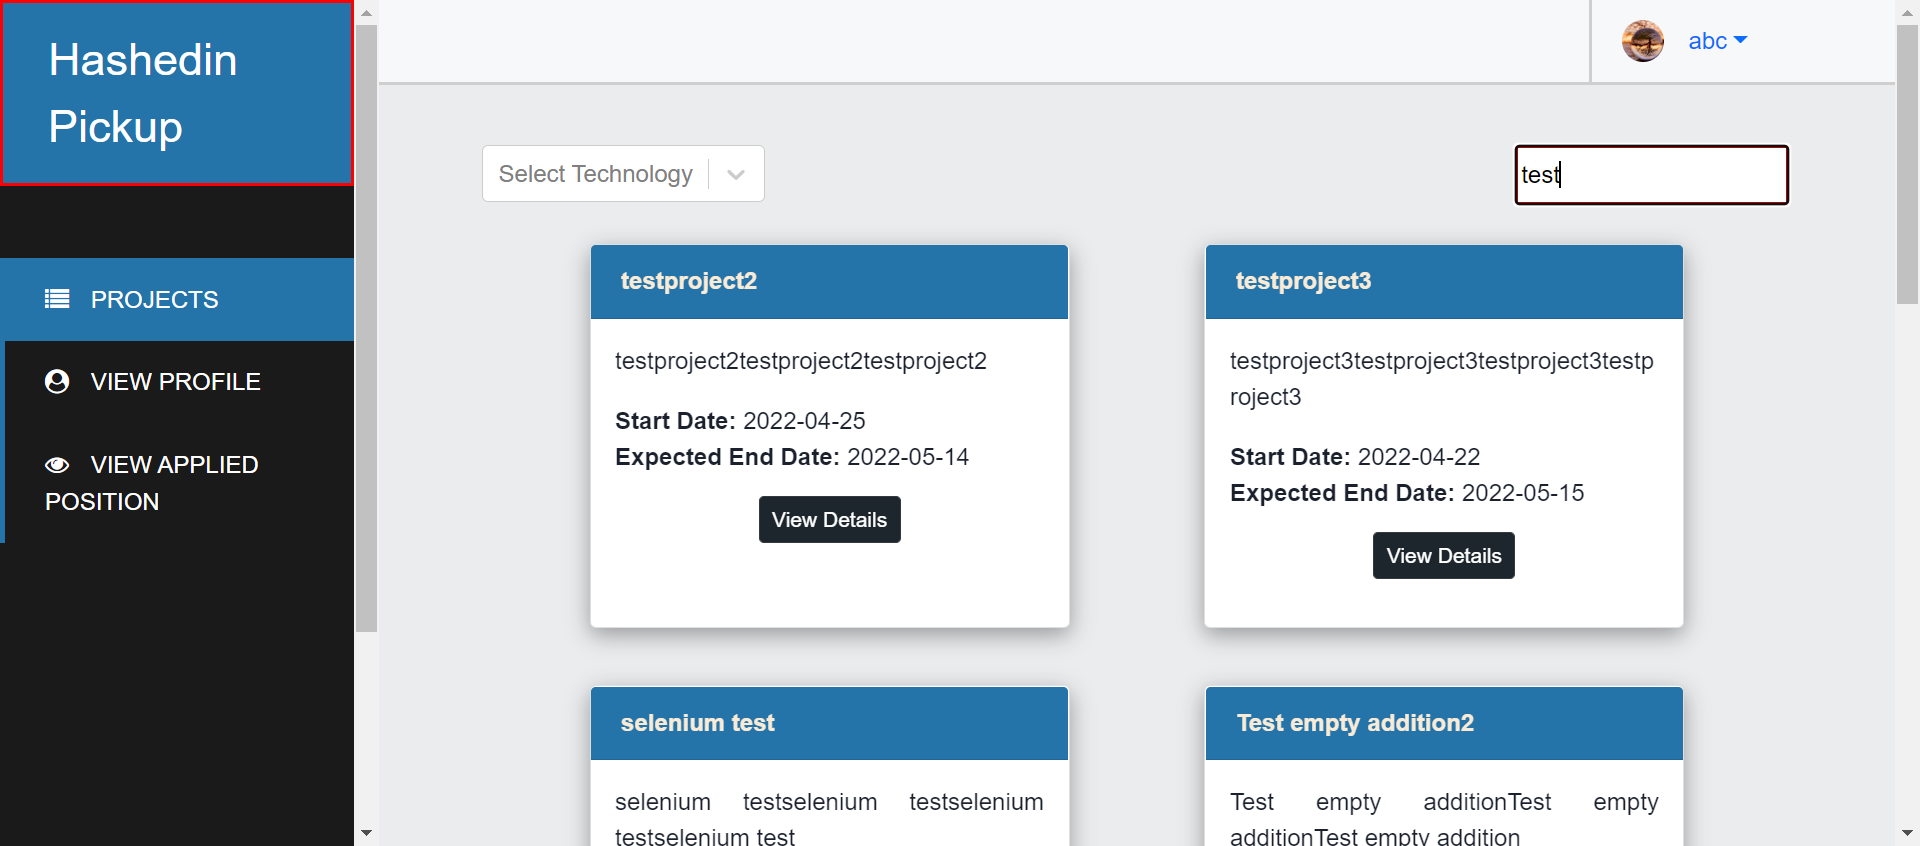 Hashedin
Pickup
abc
PROJECTS
VIEW PROFILE
VIEW APPLIED
POSITION
Select Technology
test
testproject2
testproject2testproject2testproject2
Start Date: 2022-04-25
Expected End Date: 2022-05-14
View Details
testproject3
testproject3testproject3testproject3testp
roject3
Start Date: 2022-04-22
Expected End Date: 2022-05-15
View Details
selenium test
selenium testselenium testselenium
testselenium test
Test empty addition2
Test empty additionTest empty
additionTest empty addition